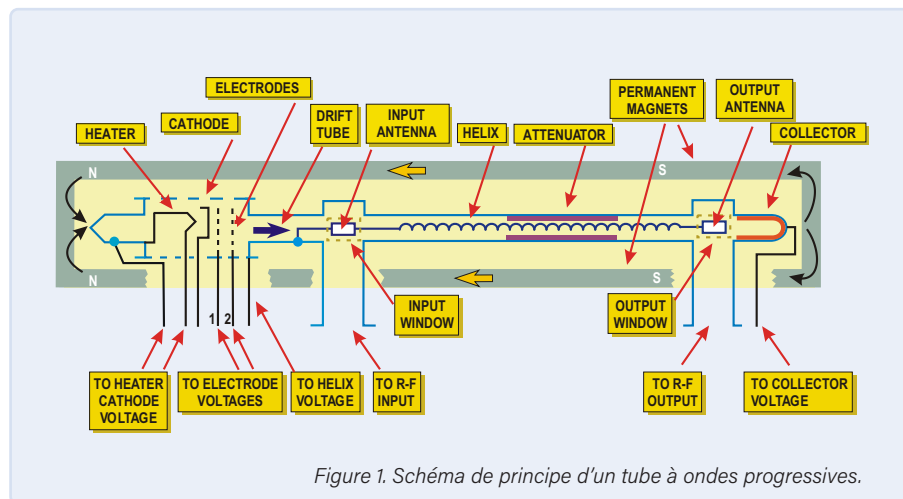 ELECTRODES
CATHODE
HEATER
DRIFT
TUBE
INPUT
ANTENNA
HELIX
ATTENUATOR
PERMANENT
MAGNETS
OUTPUT
ANTENNA
COLLECTOR
N
S
N
S
1 2
INPUT
WINDOW
OUTPUT
WINDOW
TO HEATER
CATHODE
VOLTAGE
TO ELECTRODE
VOLTAGES
TO HELIX
VOLTAGE
TO R-F
INPUT
TO R-F
OUTPUT
TO COLLECTOR
VOLTAGE
Figure 1. Schéma de principe d'un tube à ondes progressives.